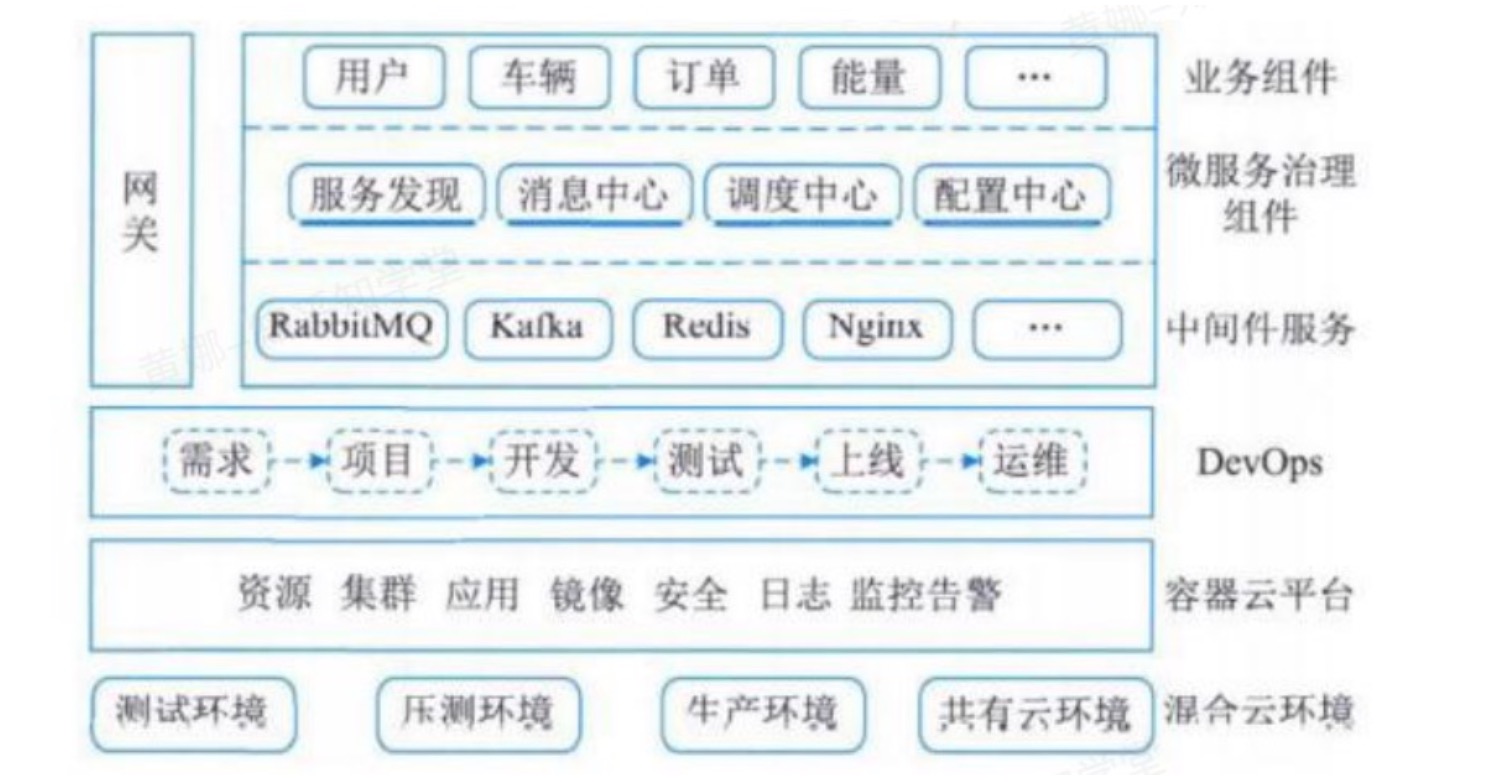 用户 车辆 订单 能量 ··· 业务组件
网
关
服务发现 消息中心 调度中心 配置中心 微服务治理
组件
RabbitMQ Kafka Redis Nginx ··· 中间件服务
需求 项目 开发 测试 上线 运维 DevOps
资源 集群 应用 镜像 安全 日志 监控告警 容器云平台
测试环境 压测环境 生产环境 共有云环境 混合云环境